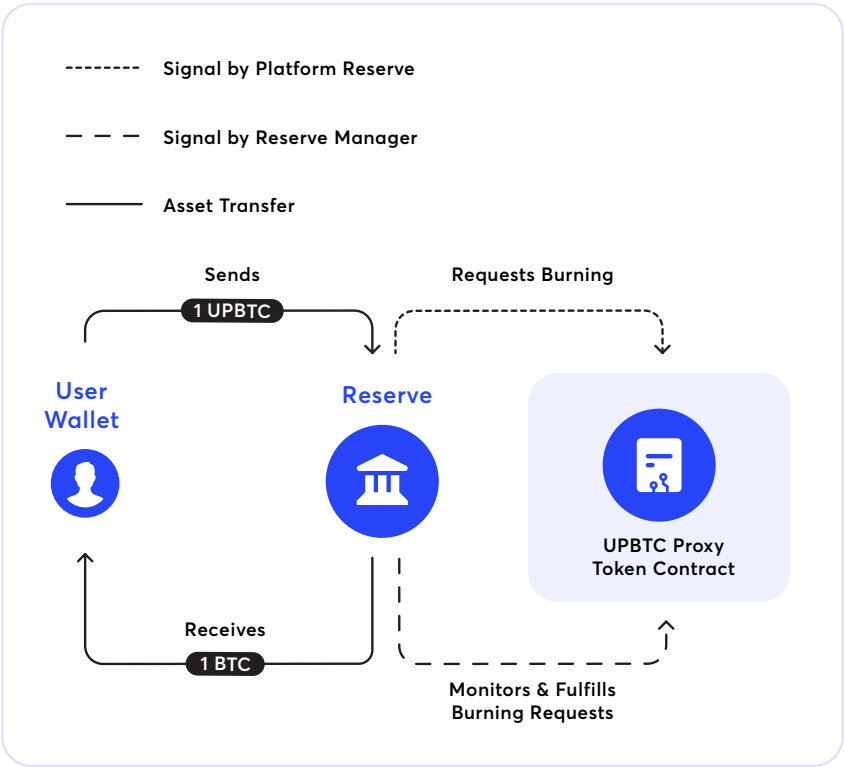 Signal by Platform Reserve
Signal by Reserve Manager
Asset Transfer
Sends
1 UPBTC
Requests Burning
User
Wallet
Reserve
UPBTC Proxy
Token Contract
Receives
1 BTC
Monitors & Fulfills
Burning Requests